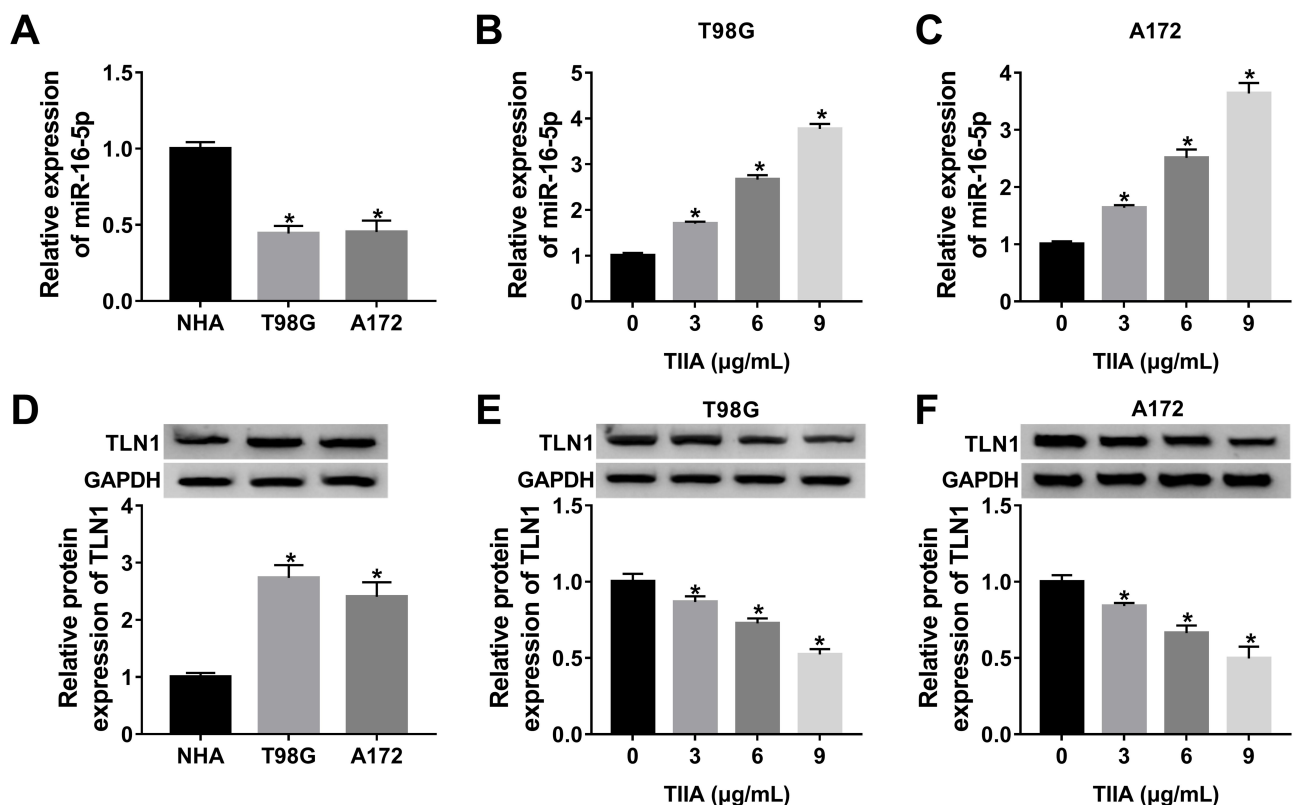 A
Relative expression
of miR-16-5p
1.5
1.0
0.5
0.0
*
*
NHA
T98G
A172
B
T98G
Relative expression
of miR-16-5p
5
4
3
2
1
0
*
*
*
0
3
6
9
TIIA (µg/mL)
C
A172
Relative expression
of miR-16-5p
4
3
2
1
0
*
*
*
0
3
6
9
TIIA (µg/mL)
D
TLN1
GAPDH
Relative protein
expression of TLN1
4
3
2
1
0
*
*
NHA
T98G
A172
E
T98G
TLN1
GAPDH
Relative protein
expression of TLN1
1.5
1.0
0.5
0.0
*
*
*
0
3
6
9
TIIA (µg/mL)
F
A172
TLN1
GAPDH
Relative protein
expression of TLN1
1.5
1.0
0.5
0.0
*
*
*
0
3
6
9
TIIA (µg/mL)